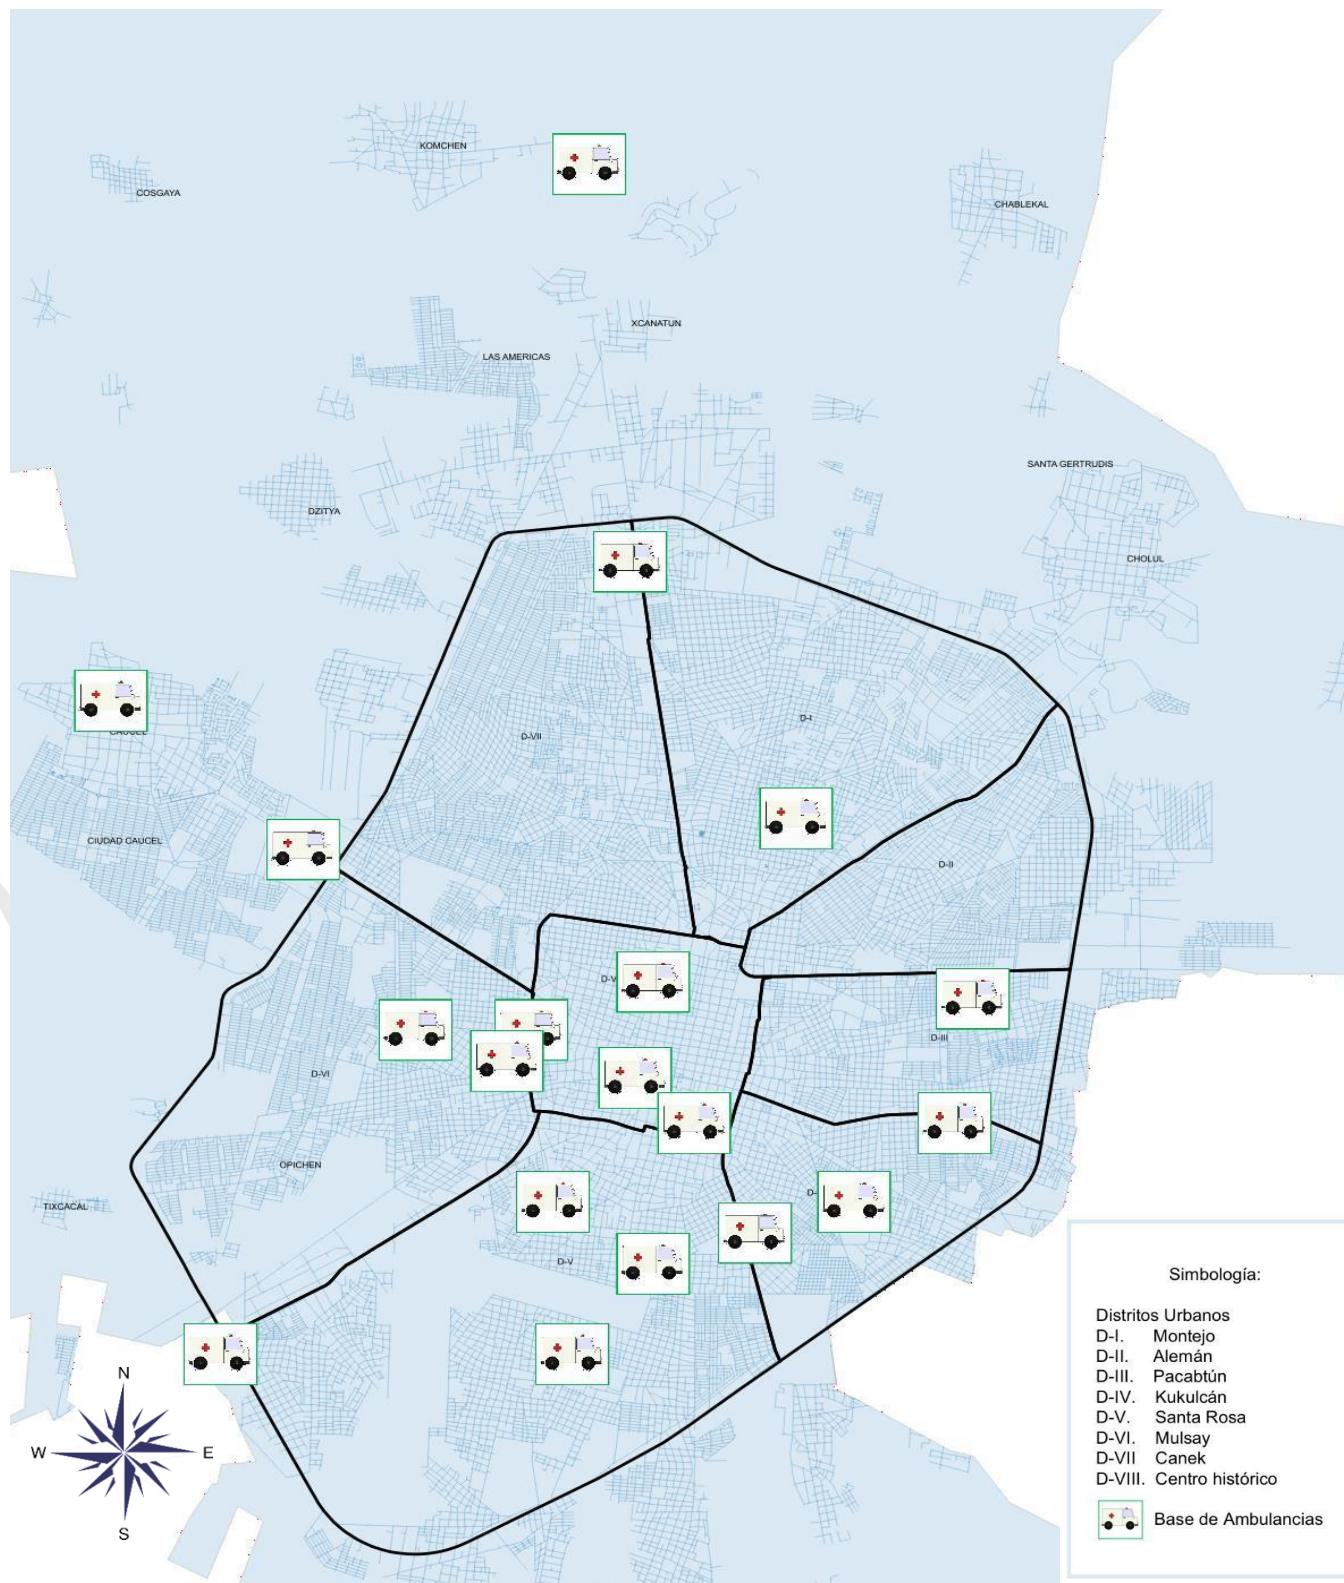 KOMCHEN
COSGAYA
CHABLEKAL
XCANATUN
LAS AMERICAS
SANTA GERTRUDIS
DZITYA
CHOLUL
D-I
CAUCEL
D-VII
CIUDAD CAUCEL
D-II
D-V
D-III
D-VI
OPICHEN
D-
TIXCACAL
D-V
Simbología:
Distritos Urbanos
D-I. Montejo
D-II. Alemán
D-III. Pacabtún
D-IV. Kukulcán
D-V. Santa Rosa
D-VI. Mulsay
D-VII Canek
D-VIII. Centro histórico
Base de Ambulancias
N
W E
S